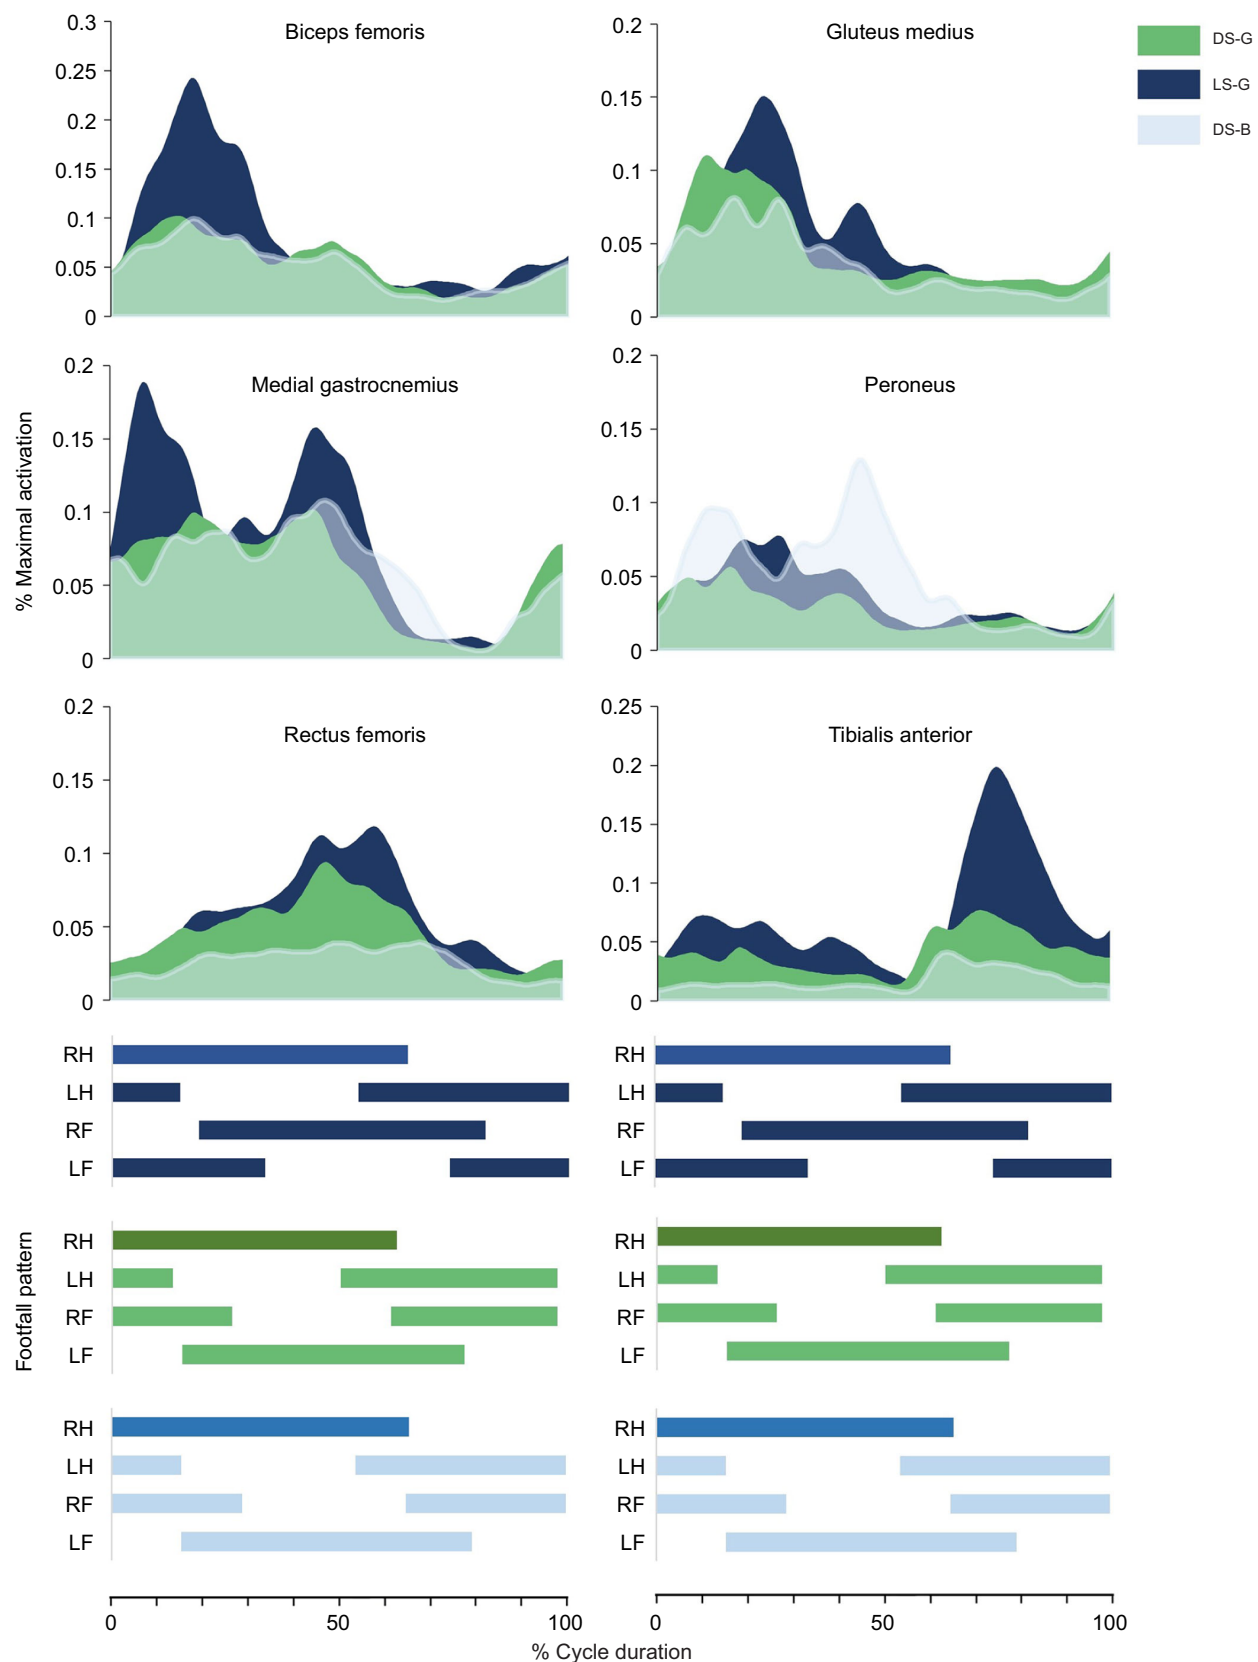 Biceps femoris
0.3
0.25
0.2
0.15
0.1
0.05
0
Gluteus medius
0.2
0.15
0.1
0.05
0
DS-G
LS-G
DS-B
% Maximal activation
Medial gastrocnemius
0.2
0.15
0.1
0.05
0
Peroneus
0.2
0.15
0.1
0.05
0
Rectus femoris
0.2
0.15
0.1
0.05
0
Tibialis anterior
0.25
0.2
0.15
0.1
0.05
0
Footfall pattern
RH
LH
RF
LF
RH
LH
RF
LF
RH
LH
RF
LF
RH
LH
RF
LF
RH
LH
RF
LF
RH
LH
RF
LF
0 50 100
0 50 100
% Cycle duration